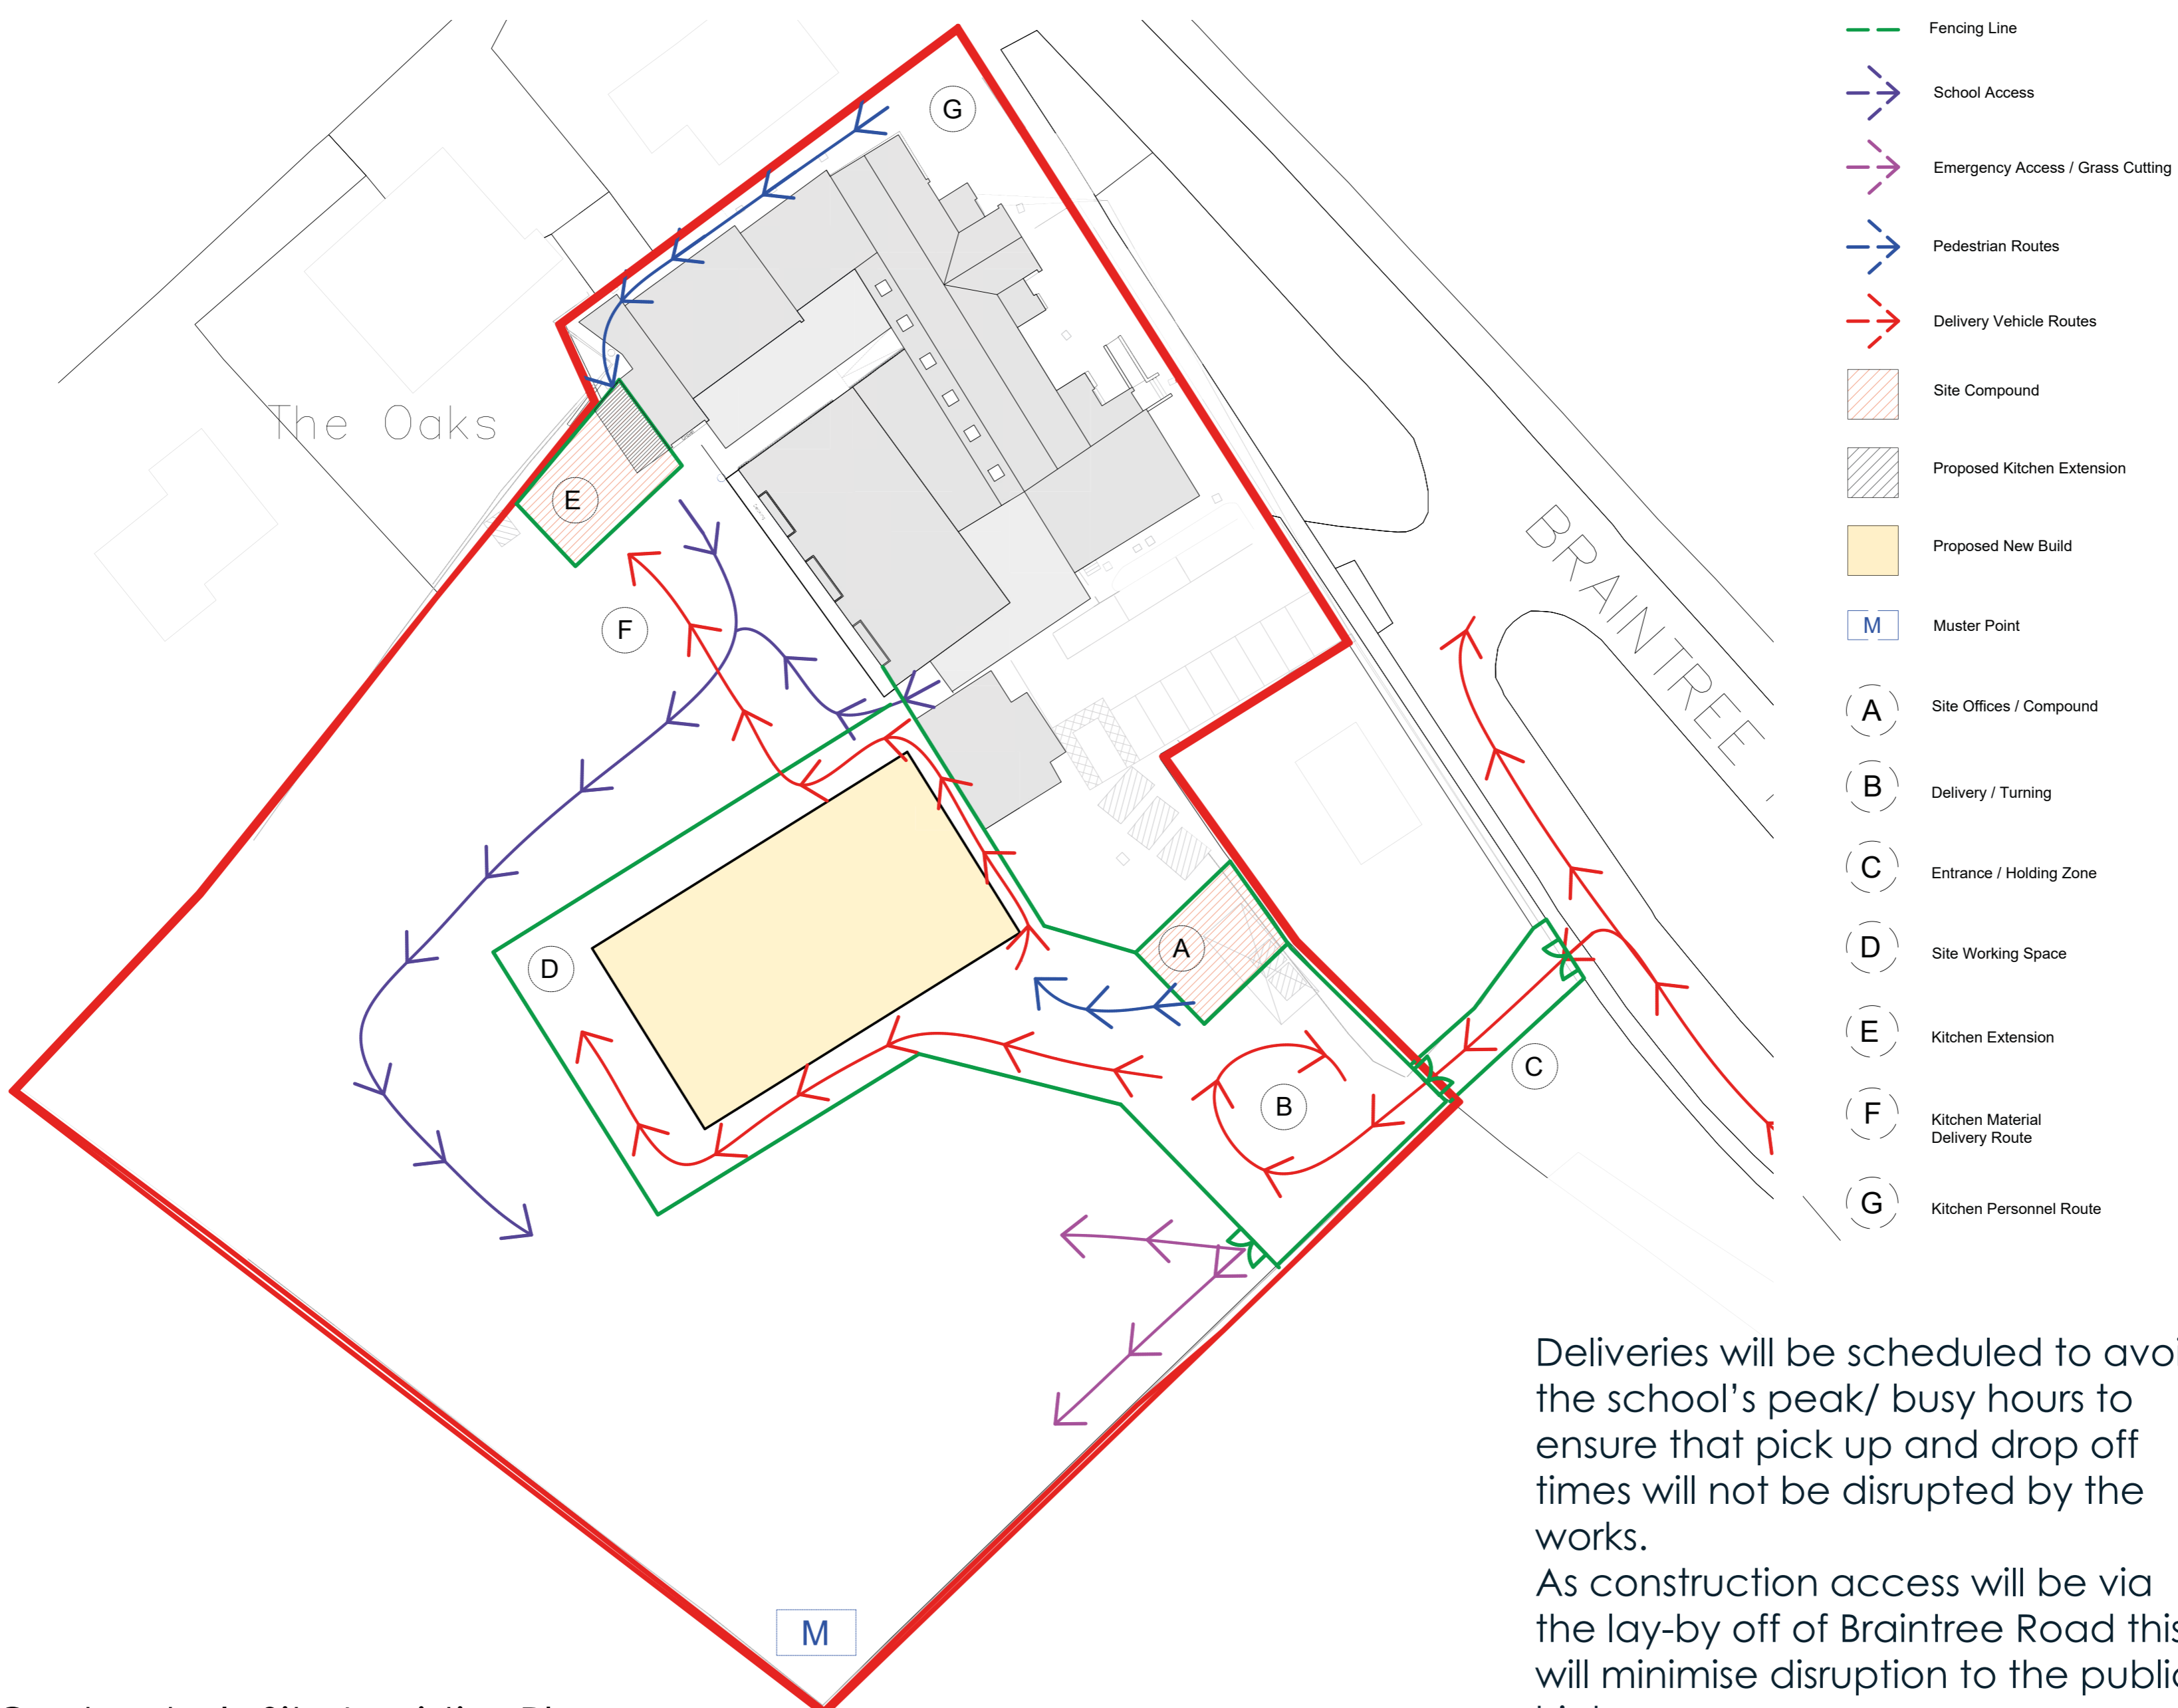 Fencing Line
School Access
Emergency Access / Grass Cutting
Pedestrian Routes
Delivery Vehicle Routes
Site Compound
Proposed Kitchen Extension
Proposed New Build
M Muster Point
A Site Offices / Compound
B Delivery / Turning
C Entrance / Holding Zone
D Site Working Space
E Kitchen Extension
F Kitchen Material
Delivery Route
G Kitchen Personnel Route
G
The Oaks
E
BRAINTREE
F
A
D
C
B
M
Deliveries will be scheduled to avoi
the school's peak/ busy hours to
ensure that pick up and drop off
times will not be disrupted by the
works.
As construction access will be via
the lay-by off of Braintree Road this
will minimise disruption to the public